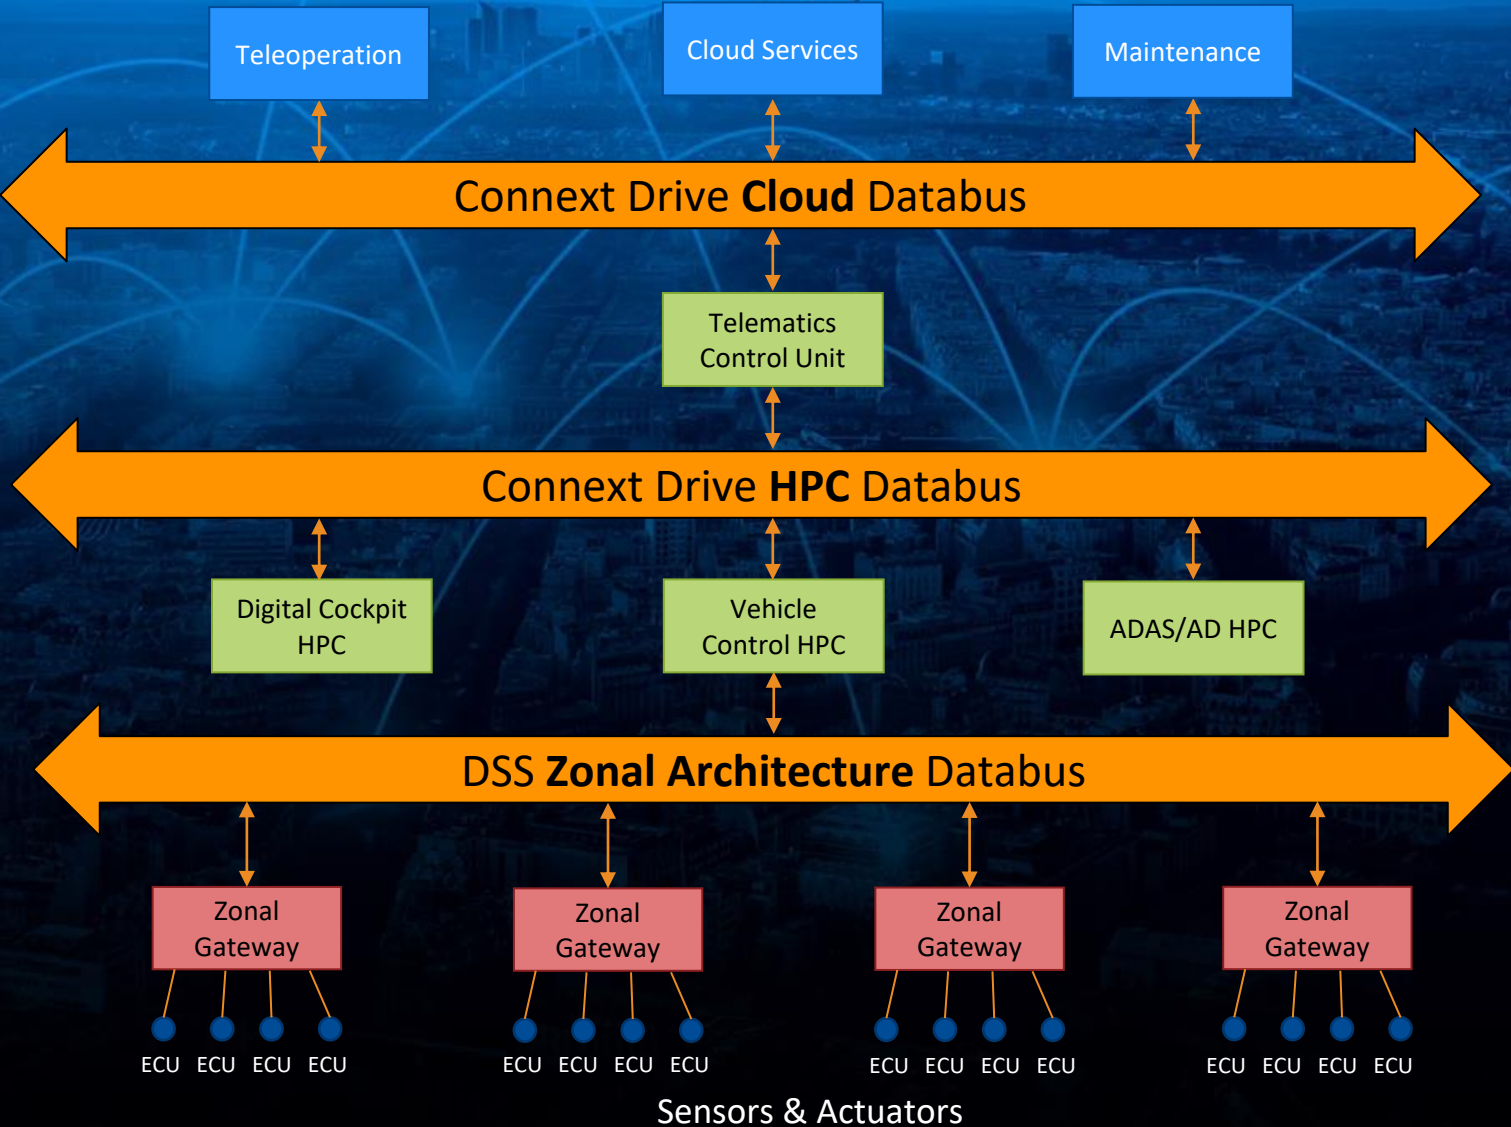 Teleoperation
Cloud Services
Maintenance
Connext Drive Cloud Databus
Telematics
Control Unit
Connext Drive HPC Databus
Digital Cockpit
HPC
Vehicle
Control HPC
ADAS/AD HPC
DSS Zonal Architecture Databus
Zonal
Gateway
Zonal
Gateway
Zonal
Gateway
Zonal
Gateway
ECU ECU ECU ECU
ECU ECU ECU ECU
ECU ECU ECU ECU
ECU ECU ECU ECU
Sensors & Actuators